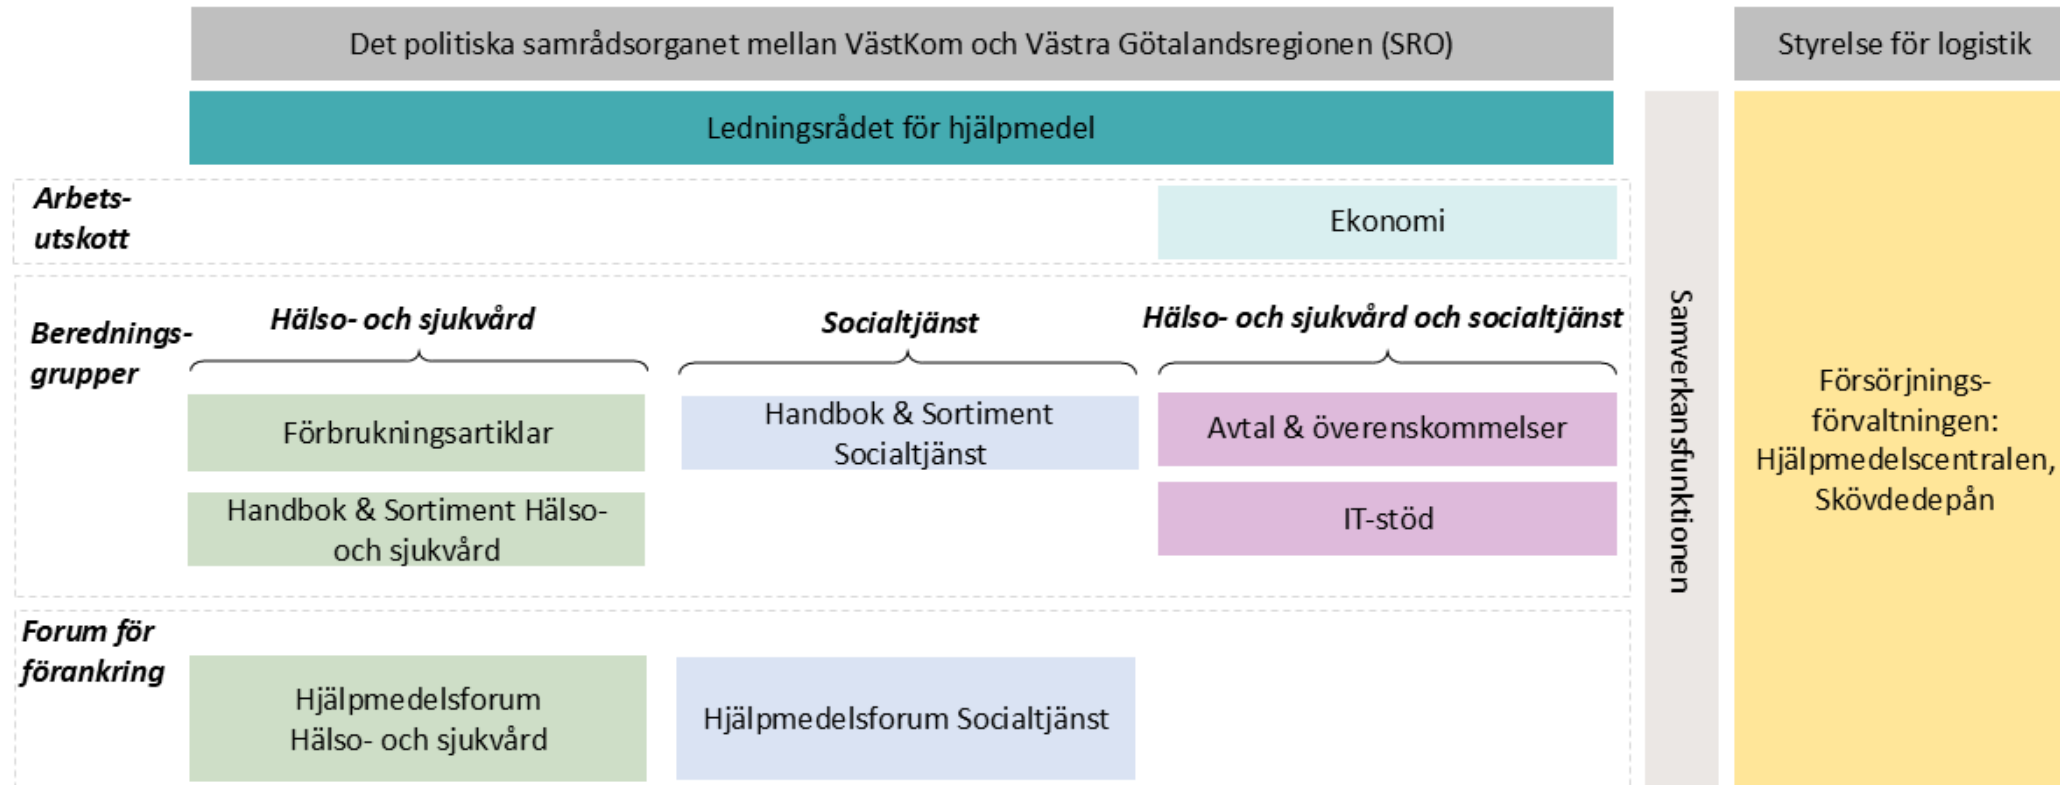 Det politiska samrådsorganet mellan VästKom och Västra Götalandsregionen (SRO)
Styrelse för logistik
Ledningsrådet för hjälpmedel
Arbets-
utskott
Ekonomi
Berednings-
grupper
Hälso- och sjukvård
Socialtjänst
Hälso- och sjukvård och socialtjänst
Förbrukningsartiklar
Handbok & Sortiment Hälso-
och sjukvård
Handbok & Sortiment
Socialtjänst
Avtal & överenskommelser
IT-stöd
Forum för
förankring
Hjälpmedelsforum
Hälso- och sjukvård
Hjälpmedelsforum Socialtjänst
Samverkansfunktionen
Försörjnings-
förvaltningen:
Hjälpmedelscentralen,
Skövdedepån